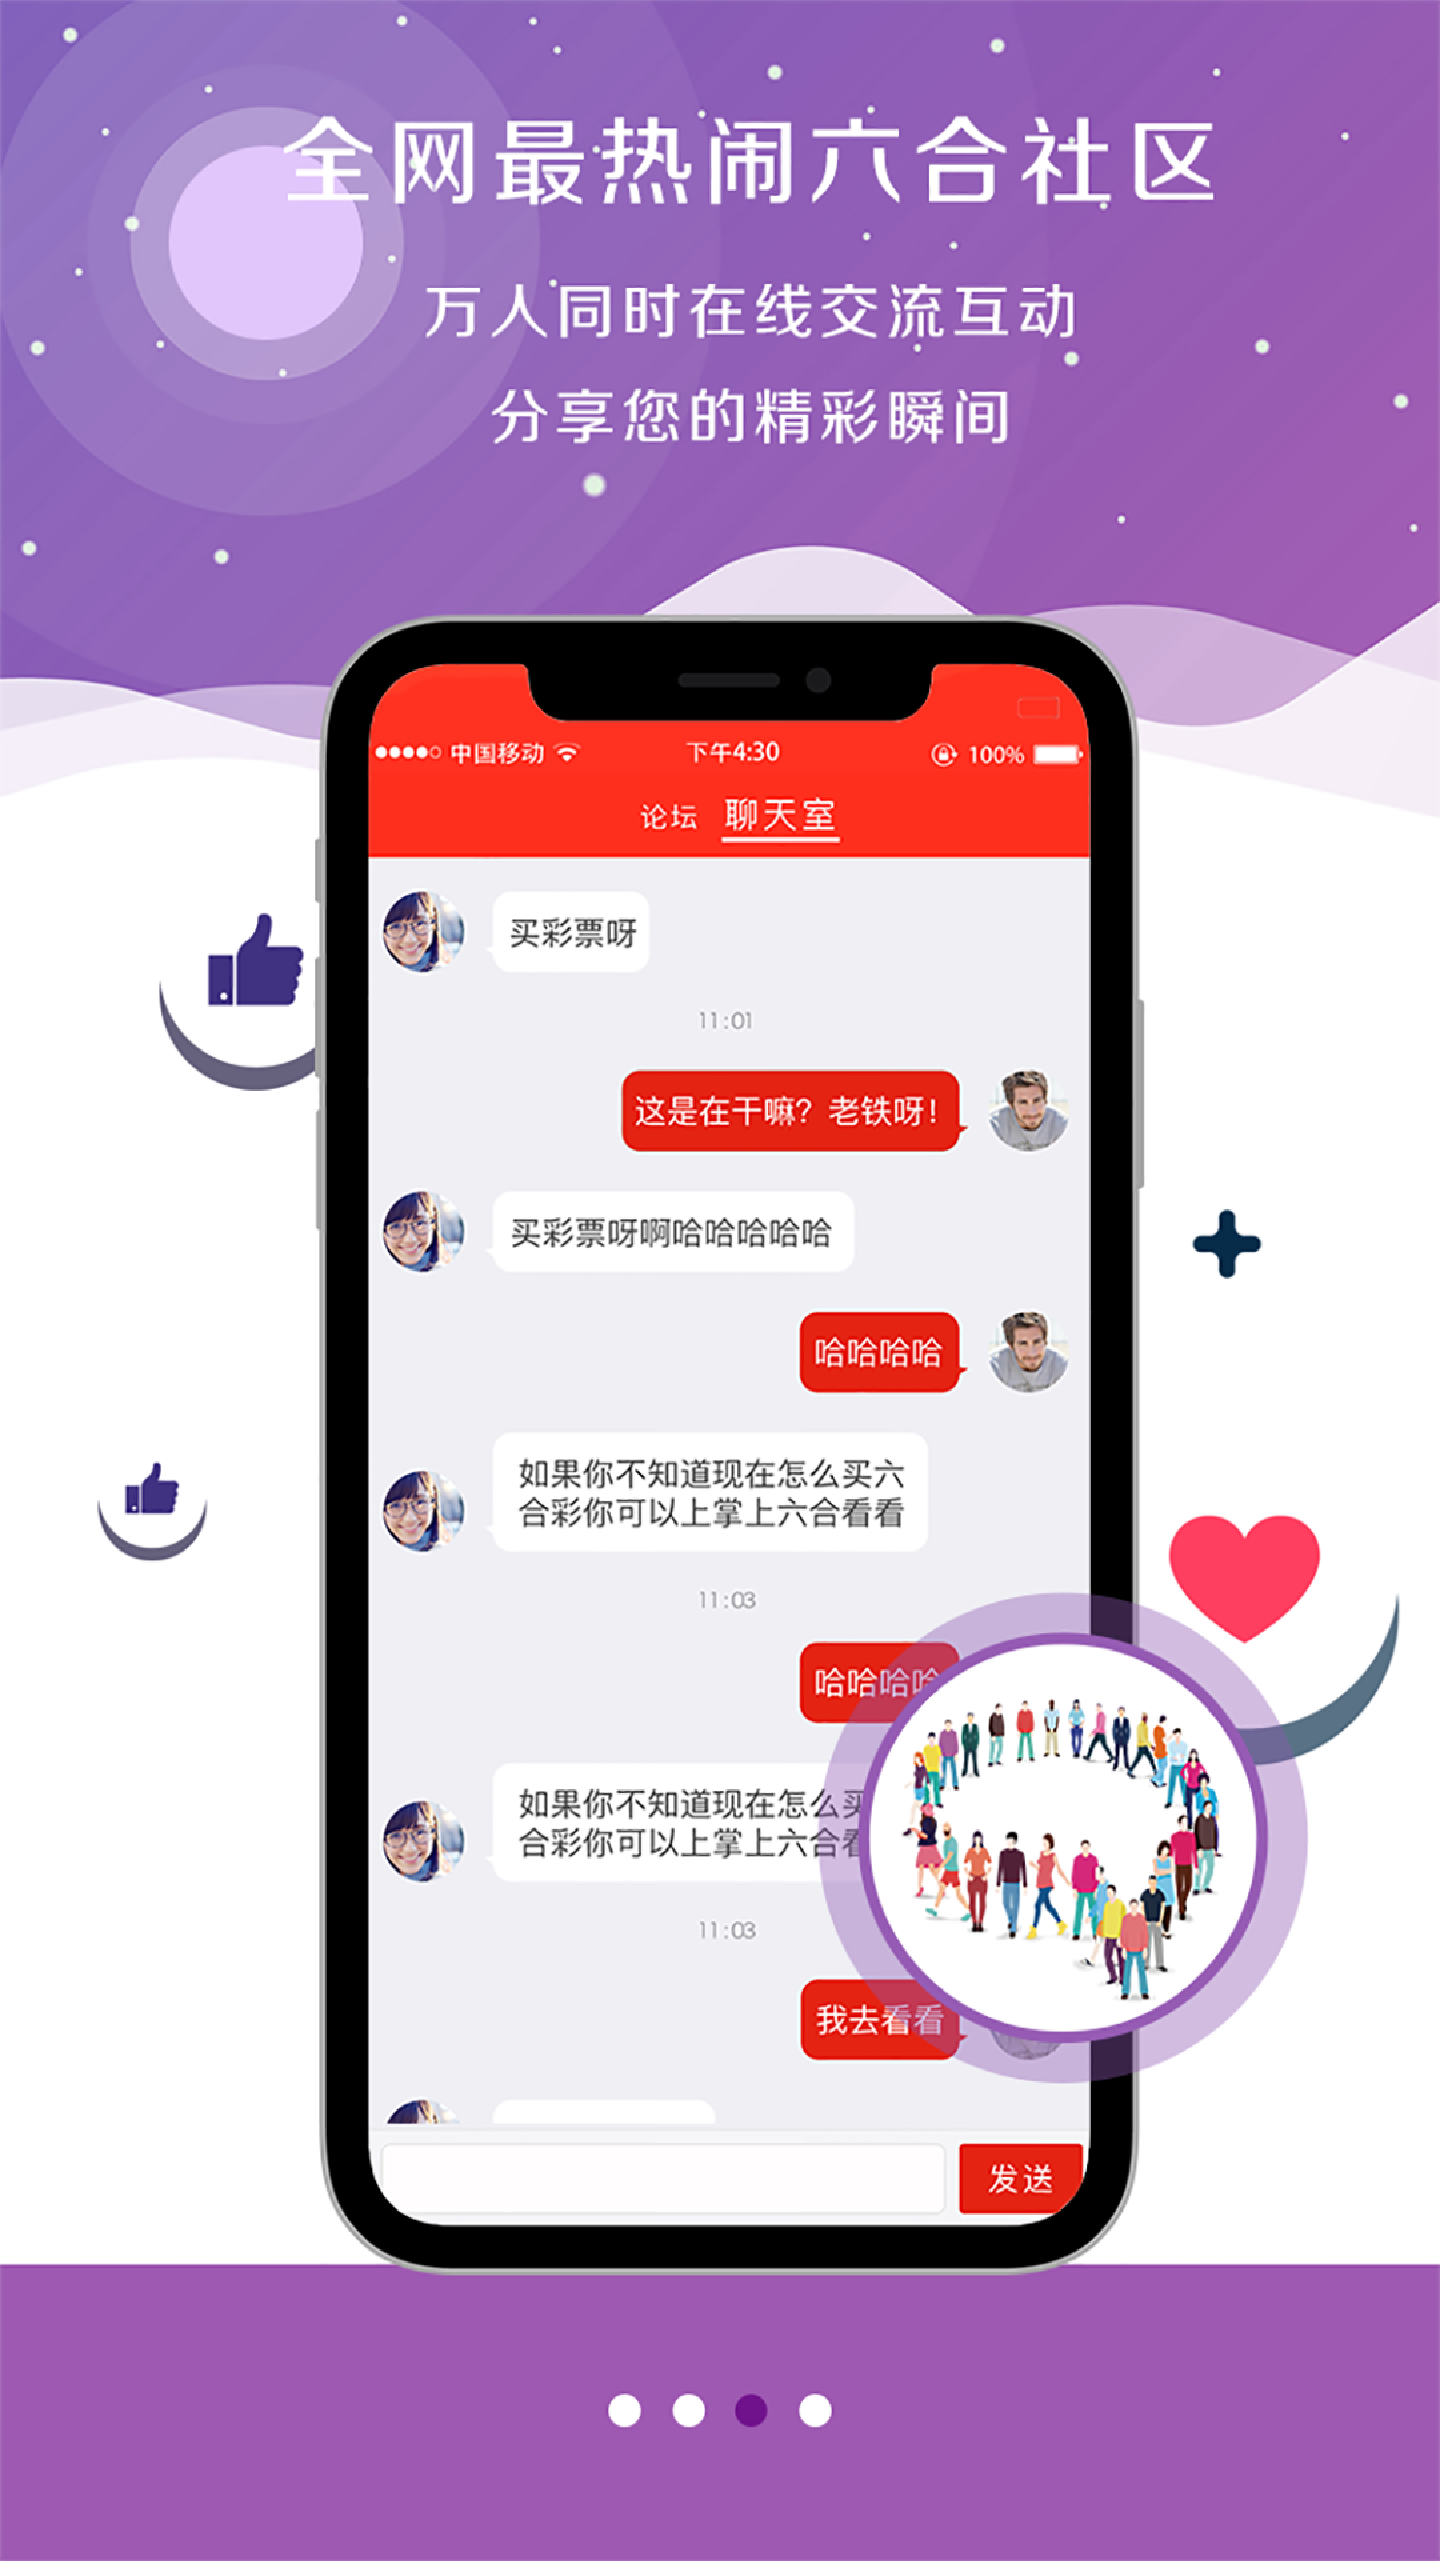 全网最热闹六合社区
万人同时在线交流互动
分享您的精彩瞬间
中国移动 下午4:30 100%
论坛 聊天室
买彩票呀
11:01
这是在干嘛？老铁呀！
买彩票呀啊哈哈哈哈哈
哈哈哈哈
如果你不知道现在怎么买六
合彩你可以上掌上六合看看
11:03
哈哈哈哈
如果你不知道现在怎么买
合彩你可以上掌上六合看
11:03
我去看看
发送